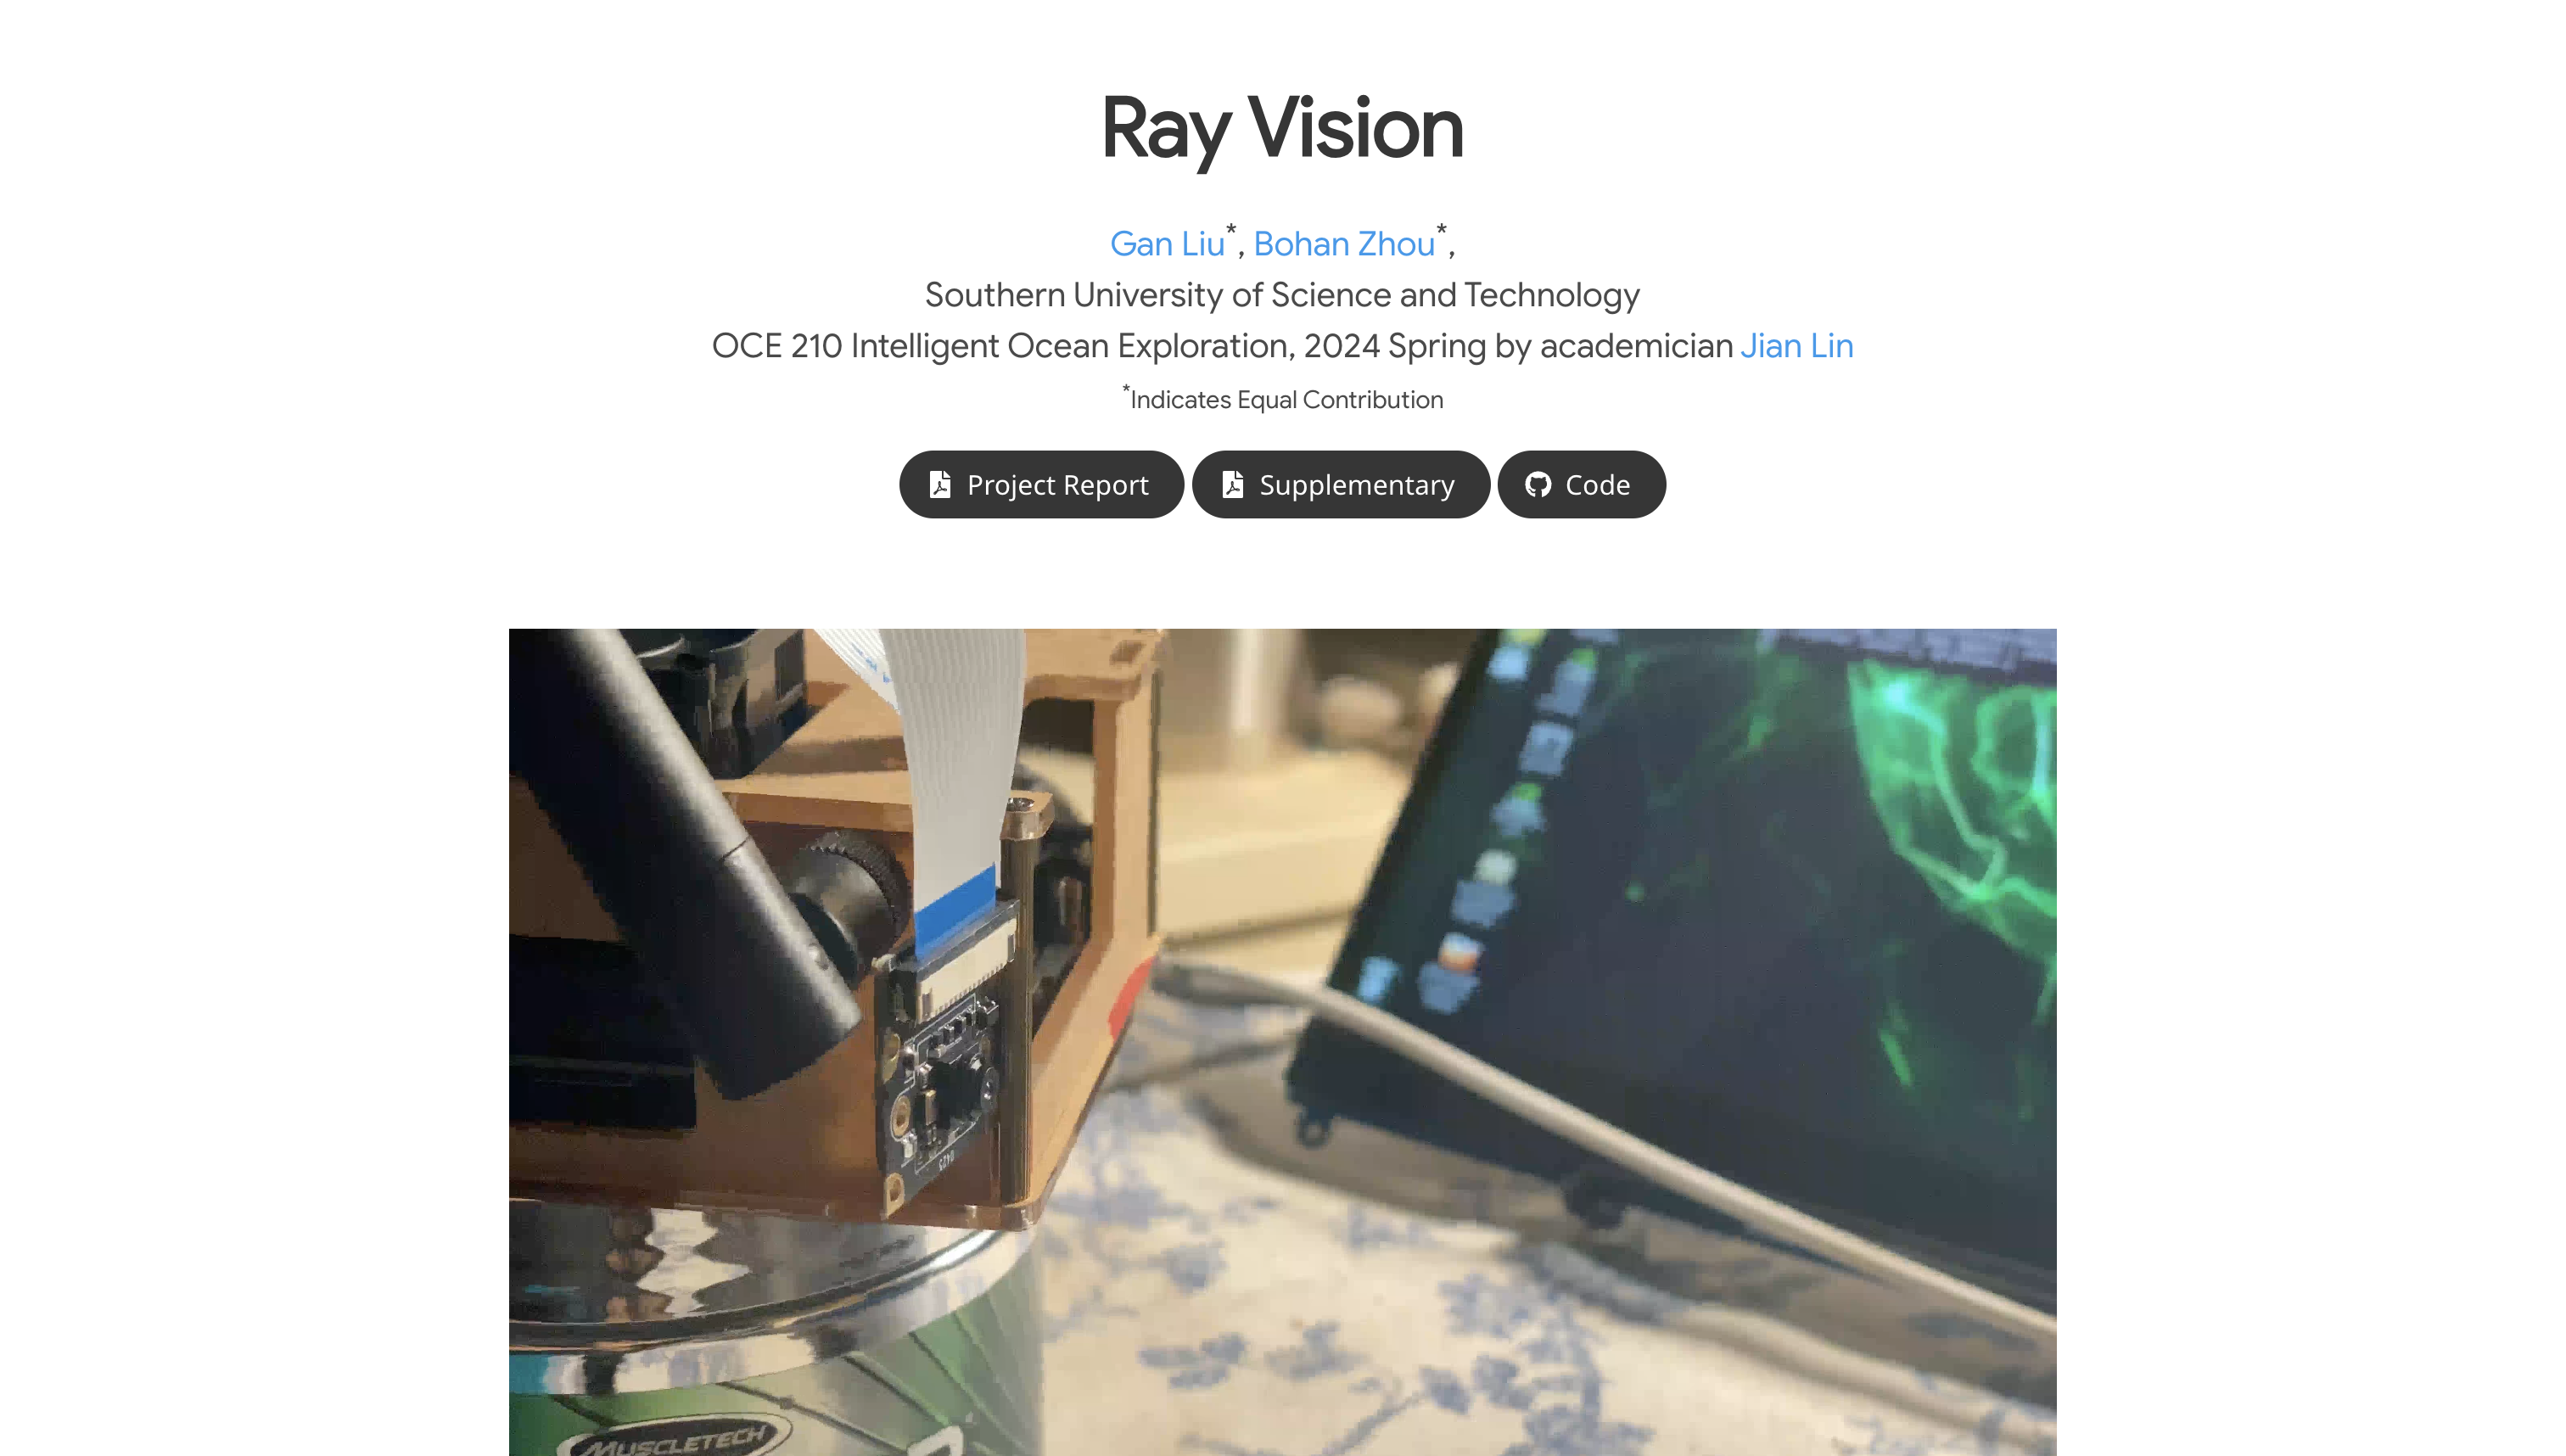 Ray Vision
Gan Liu*, Bohan Zhou*,
Southern University of Science and Technology
OCE 210 Intelligent Ocean Exploration, 2024 Spring by academician Jian Lin
*Indicates Equal Contribution
Project Report Supplementary Code
MUSCLETECH